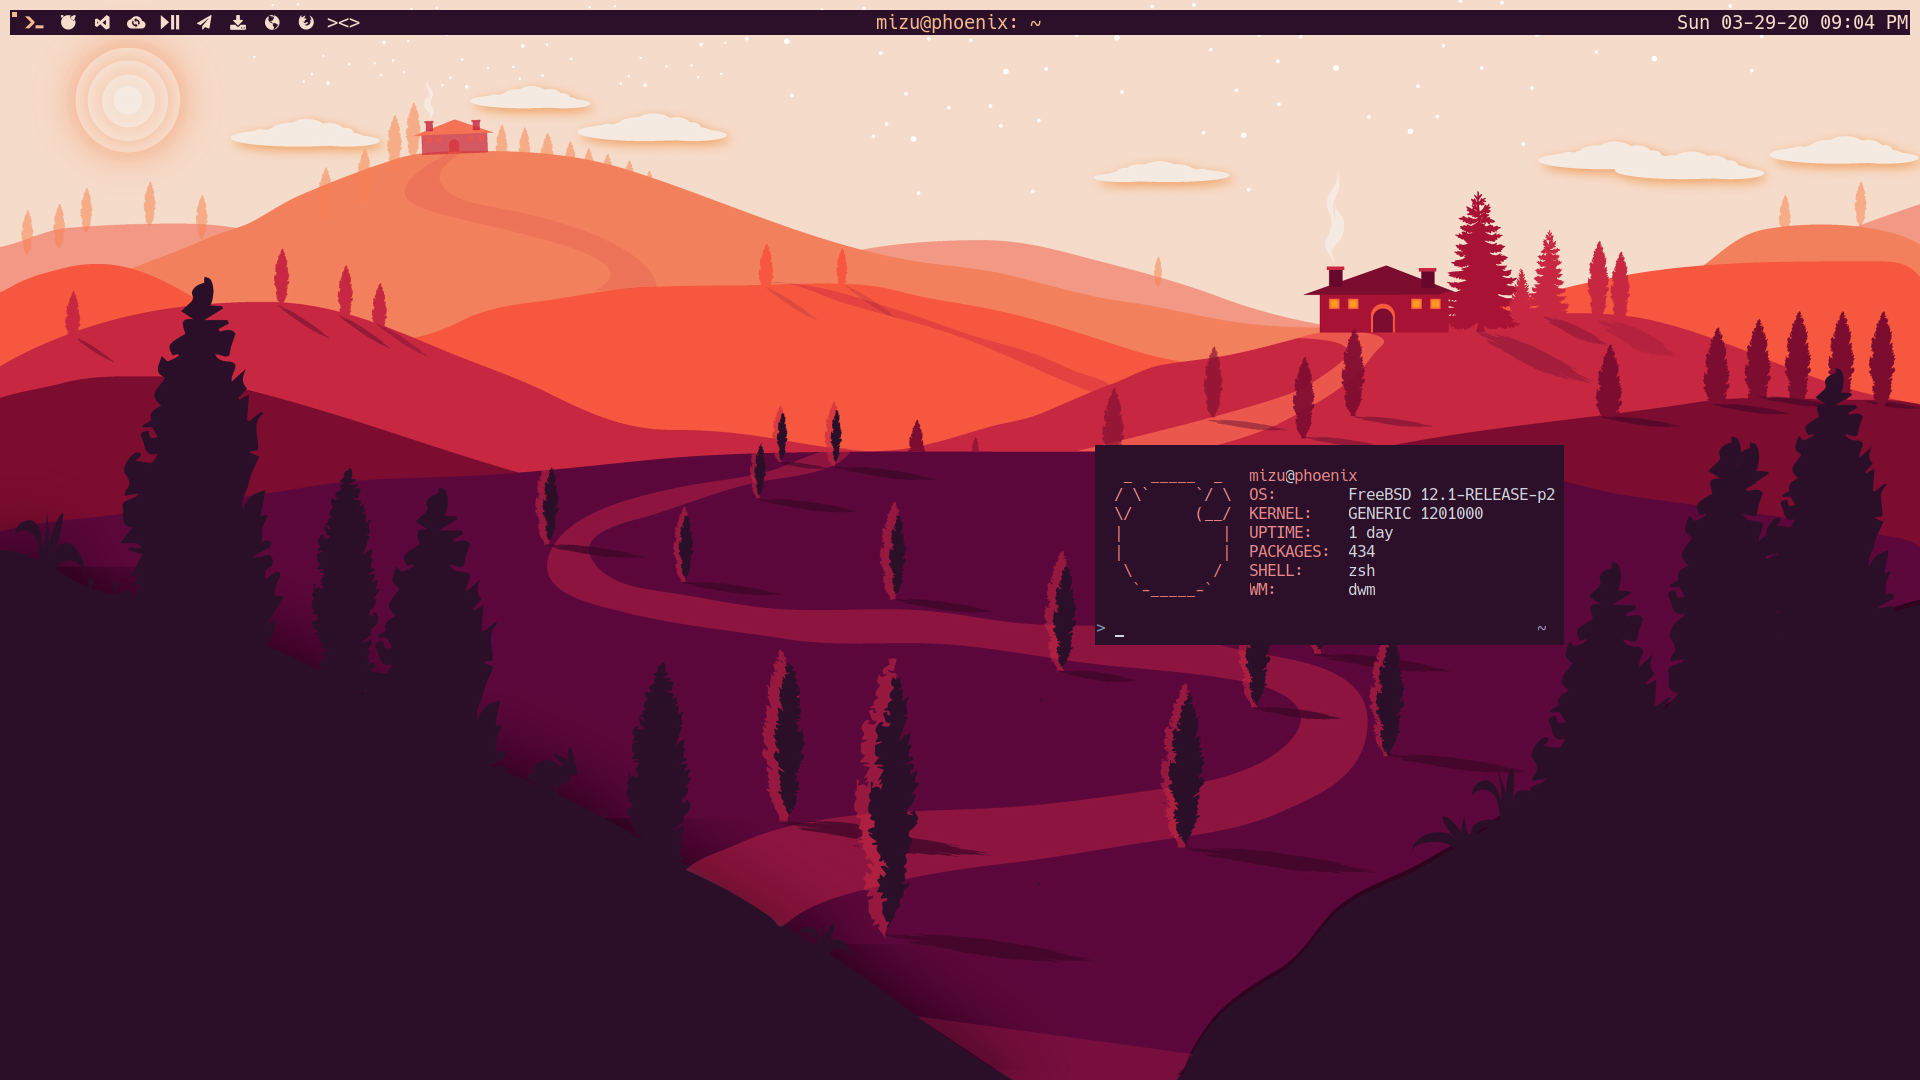 ><> mizu@phoenix: ~ Sun 03-29-20 09:04 PM
mizu@phoenix
OS: FreeBSD 12.1-RELEASE-p2
KERNEL: GENERIC 1201000
UPTIME: 1 day
PACKAGES: 434
SHELL: zsh
WM: dwm
> _ ~